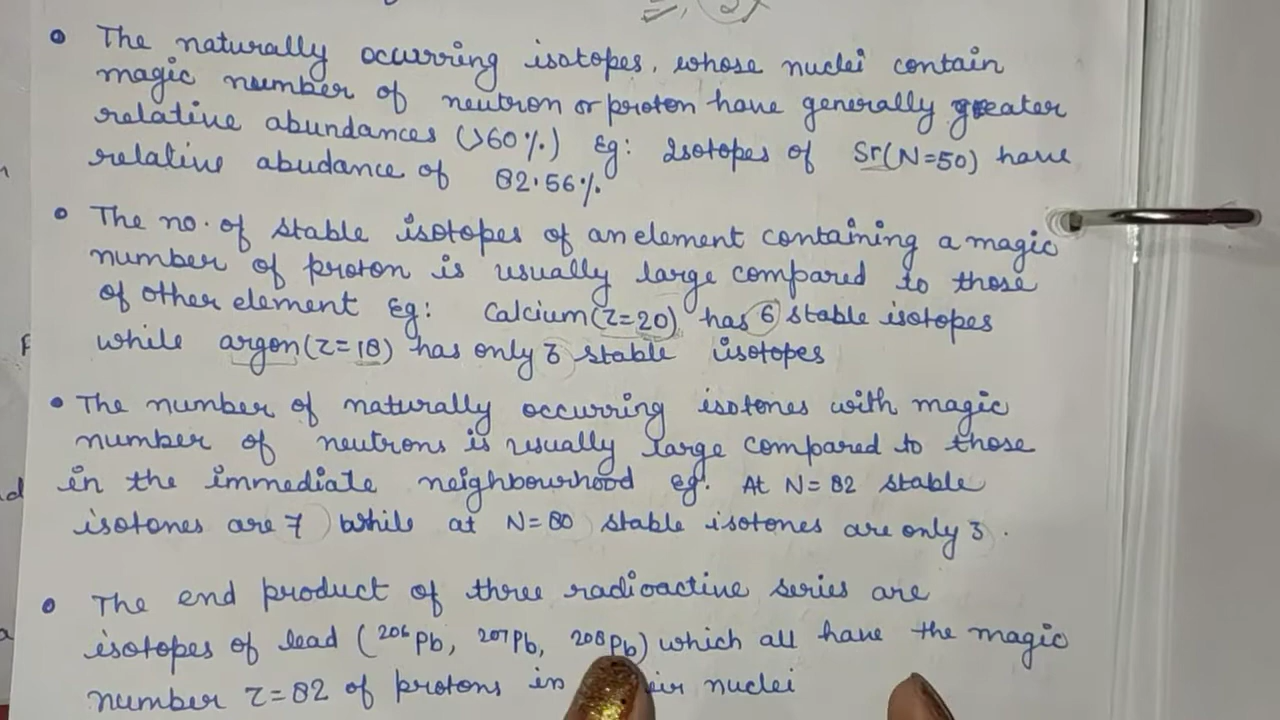 • The naturally ocurring isotopes, whose nuclei contain
magic number of neutron or proton have generally greater
relative abundances (>60%) Eg: Isotopes of Sr(N=50) have
relative abudance of 82.56%
• The no. of stable isotopes of an element containing a magic
number of proton is usually large compared to those
of other element Eg: Calcium(Z=20) has 6 stable isotopes
while argon(Z=18) has only 3 stable isotopes
• The number of naturally occurring isotones with magic
number of neutrons is usually large compared to those
in the immediate neighbourhood eg. At N=82 stable
isotones are 7 while at N=80 stable isotones are only 3.
• The end product of three radioactive series are
isotopes of lead (²⁰⁶Pb, ²⁰⁷Pb, ²⁰⁸Pb) which all have the magic
number Z=82 of protons in nuclei